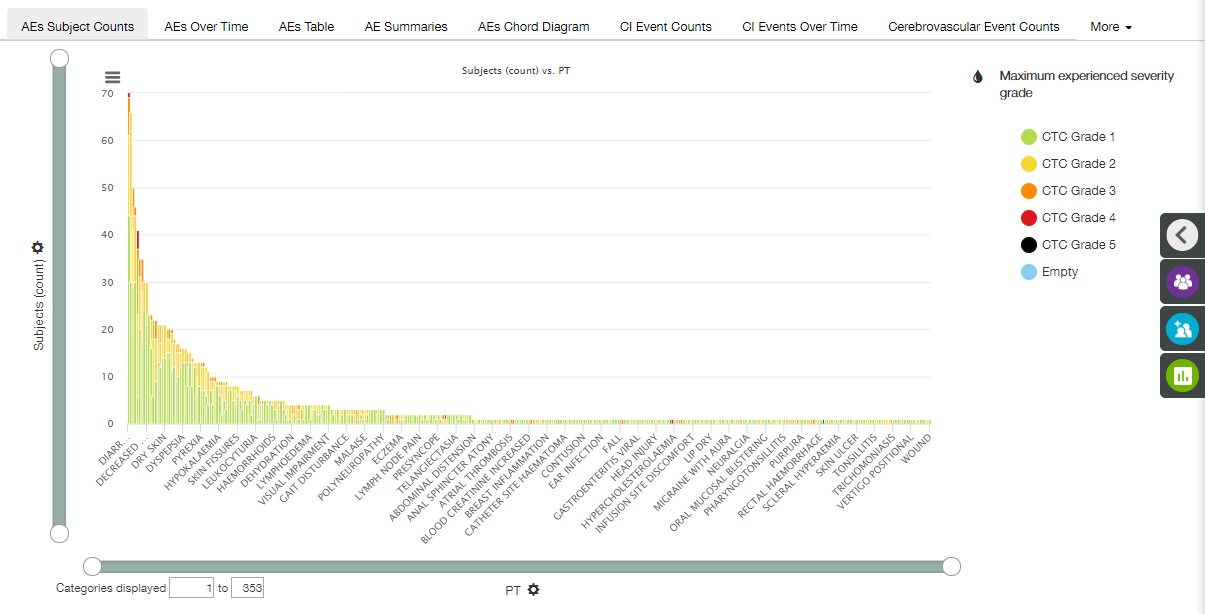 AEs Subject Counts AEs Over Time AEs Table AE Summaries AEs Chord Diagram CI Event Counts CI Events Over Time Cerebrovascular Event Counts More
Subjects (count) vs. PT
Maximum experienced severity
grade
CTC Grade 1
CTC Grade 2
CTC Grade 3
CTC Grade 4
CTC Grade 5
Empty
Subjects (count)
70
60
50
40
30
20
10
0
DIARR...
DECREASED ...
DRY SKIN
DYSPEPSIA
PYREXIA
HYPOKALAEMIA
SKIN FISSURES
LEUKOCYTURIA
HAEMORRHOIDS
DEHYDRATION
LYMPHOEDEMA
VISUAL IMPAIRMENT
GAIT DISTURBANCE
MALAISE
POLYNEUROPATHY
ECZEMA
LYMPH NODE PAIN
PRESYNCOPE
TELANGIECTASIA
ABDOMINAL DISTENSION
ANAL SPHINCTER ATONY
ATRIAL THROMBOSIS
BLOOD CREATININE INCREASED
BREAST INFLAMMATION
CATHETER SITE HAEMATOMA
CONTUSION
EAR INFECTION
FALL
GASTROENTERITIS VIRAL
HEAD INJURY
HYPERCHOLESTEROLAEMIA
INFUSION SITE DISCOMFORT
LIP DRY
MIGRAINE WITH AURA
NEURALGIA
ORAL MUCOSAL BLISTERING
PHARYNGOTONSILLITIS
PURPURA
RECTAL HAEMORRHAGE
SCLERAL HYPERAEMIA
SKIN ULCER
TONSILLITIS
TRICHOMONIASIS
VERTIGO POSITIONAL
WOUND
Categories displayed 1 to 353
PT